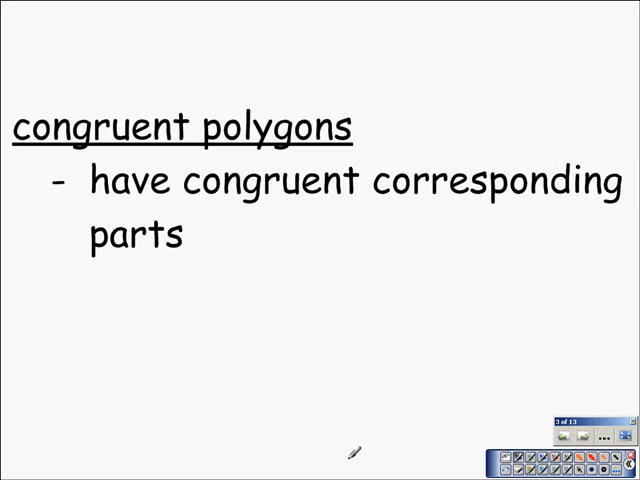 congruent polygons
- have congruent corresponding
parts
3 of 13